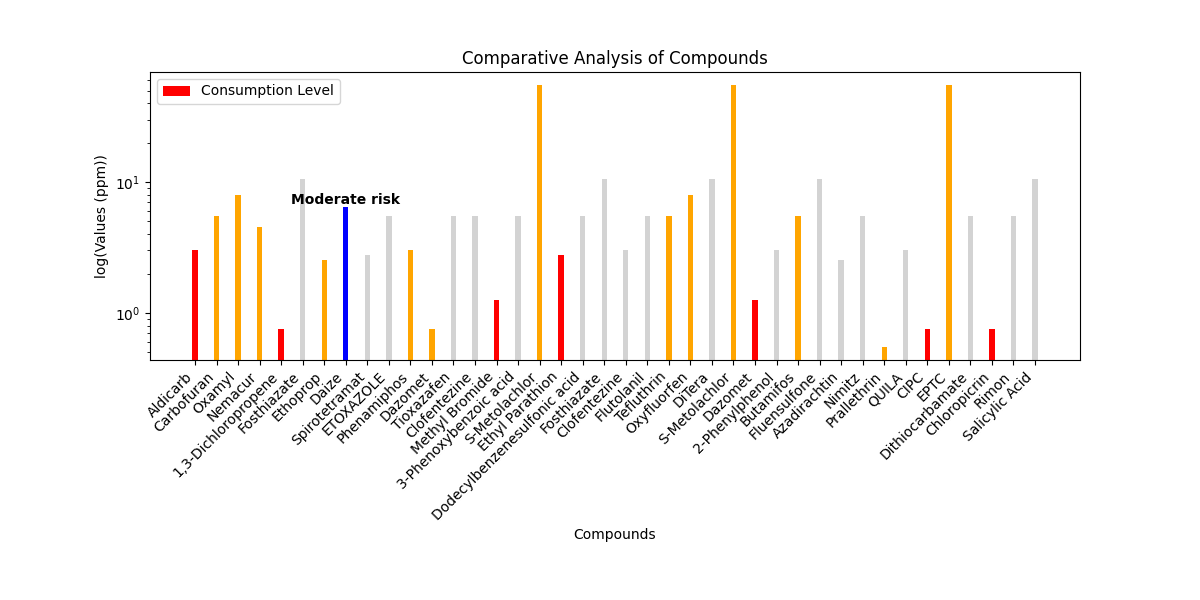 Comparative Analysis of Compounds
Consumption Level
log(Values (ppm))
10¹
10⁰
Moderate risk
Aldicarb
Carbofuran
Oxamyl
Nemacur
1,3-Dichloropropene
Fosthiazate
Ethoprop
Daize
Spirotetramat
ETOXAZOLE
Phenamiphos
Dazomet
Tioxazafen
Clofentezine
Methyl Bromide
3-Phenoxybenzoic acid
S-Metolachlor
Ethyl Parathion
Dodecylbenzenesulfonic acid
Fosthiazate
Clofentezine
Flutolanil
Tefluthrin
Oxyfluorfen
DiTera
S-Metolachlor
Dazomet
2-Phenylphenol
Butamifos
Fluensulfone
Azadirachtin
Nimitz
Prallethrin
QUILA
CIPC
EPTC
Dithiocarbamate
Chloropicrin
Rimon
Salicylic Acid
Compounds